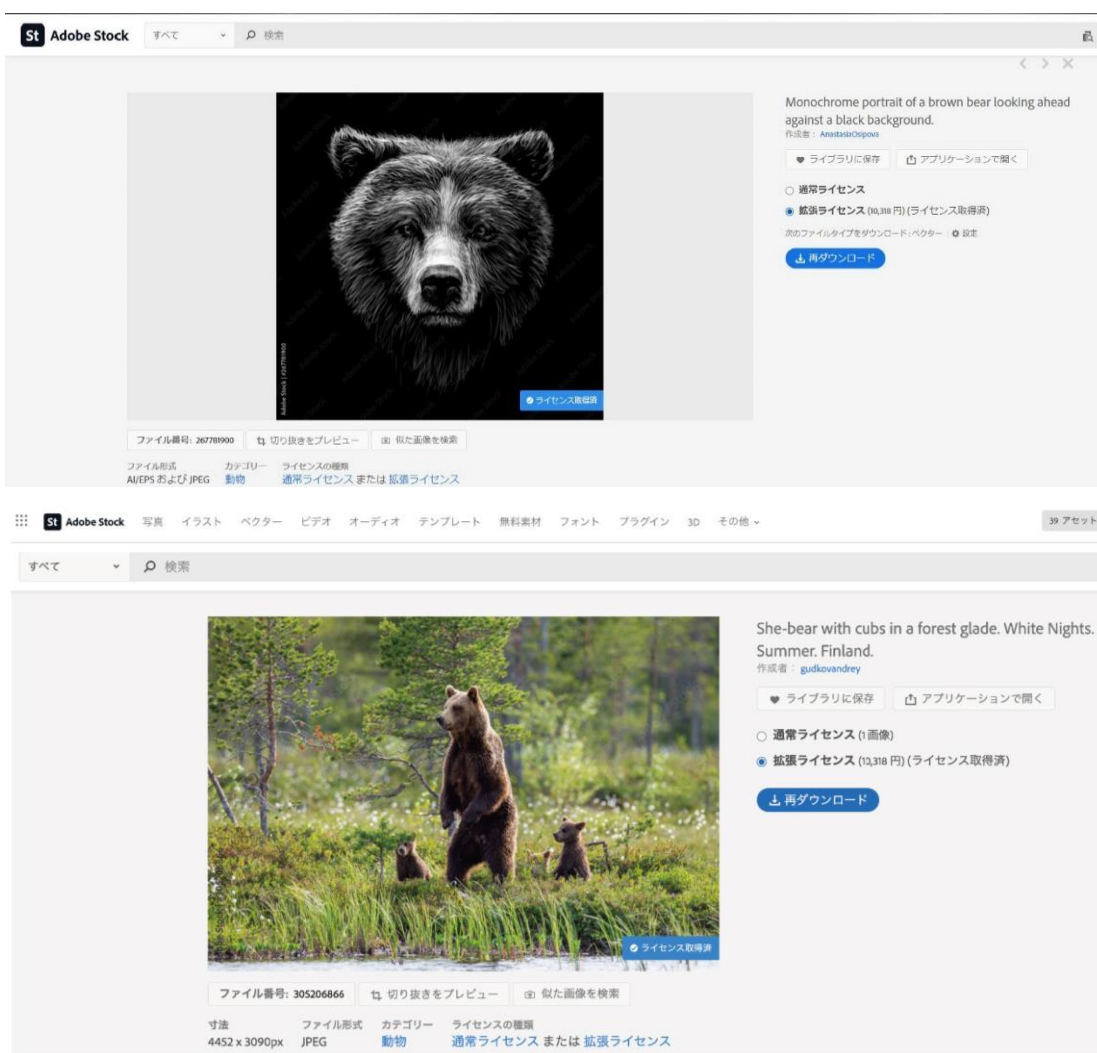 St Adobe Stock すべて 検索
Monochrome portrait of a brown bear looking ahead
against a black background.
作成者： AnastasiaOsipova
ライブラリに保存 アプリケーションで開く
通常ライセンス
拡張ライセンス (10,318 円) (ライセンス取得済)
次のファイルタイプをダウンロード: ベクター 設定
再ダウンロード
Adobe Stock | #267781900
ライセンス取得済
ファイル番号: 267781900 切り抜きをプレビュー 似た画像を検索
ファイル形式 カテゴリー ライセンスの種類
AI/EPS および JPEG 動物 通常ライセンス または 拡張ライセンス
St Adobe Stock 写真 イラスト ベクター ビデオ オーディオ テンプレート 無料素材 フォント プラグイン 3D その他 39 アセット
すべて 検索
She-bear with cubs in a forest glade. White Nights.
Summer. Finland.
作成者： gudkovandrey
ライブラリに保存 アプリケーションで開く
通常ライセンス (1 画像)
拡張ライセンス (13,318 円) (ライセンス取得済)
再ダウンロード
ライセンス取得済
ファイル番号: 305206866 切り抜きをプレビュー 似た画像を検索
寸法 ファイル形式 カテゴリー ライセンスの種類
4452 x 3090px JPEG 動物 通常ライセンス または 拡張ライセンス